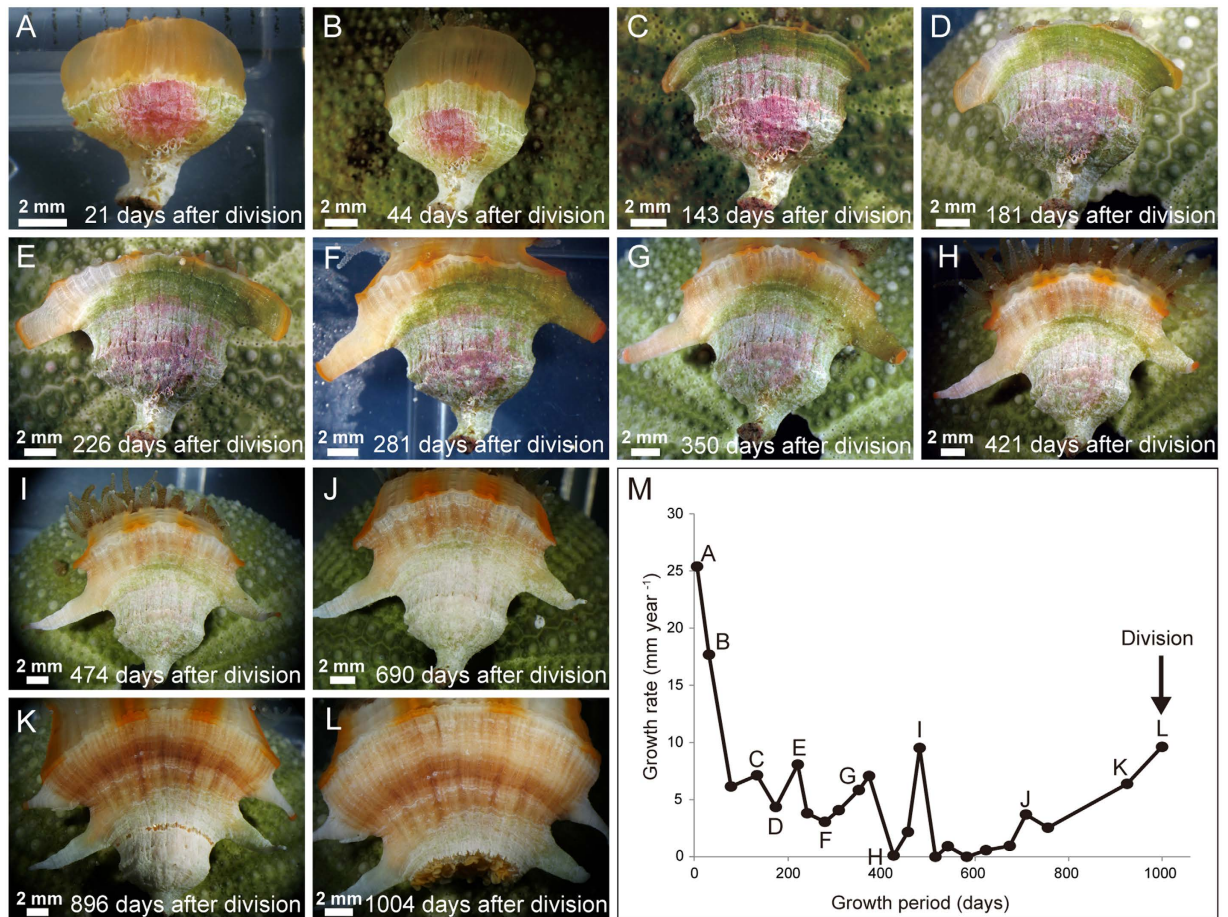 A
2 mm
21 days after division
B
2 mm
44 days after division
C
2 mm
143 days after division
D
2 mm
181 days after division
E
2 mm
226 days after division
F
2 mm
281 days after division
G
2 mm
350 days after division
H
2 mm
421 days after division
I
2 mm
474 days after division
J
2 mm
690 days after division
K
2 mm
896 days after division
L
2 mm
1004 days after division
M
Growth rate (mm year -1)
30
25
20
15
10
5
0
A
B
C
D
E
F
G
H
I
J
K
L
Division
0
200
400
600
800
1000
Growth period (days)